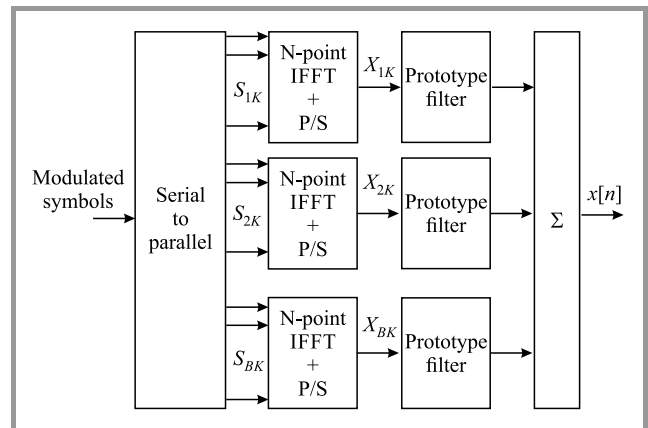 Modulated
symbols
Serial
to
parallel
S1K
N-point
IFFT
+
P/S
X1K
Prototype
filter
S2K
N-point
IFFT
+
P/S
X2K
Prototype
filter
SBK
N-point
IFFT
+
P/S
XBK
Prototype
filter
Σ
x[n]